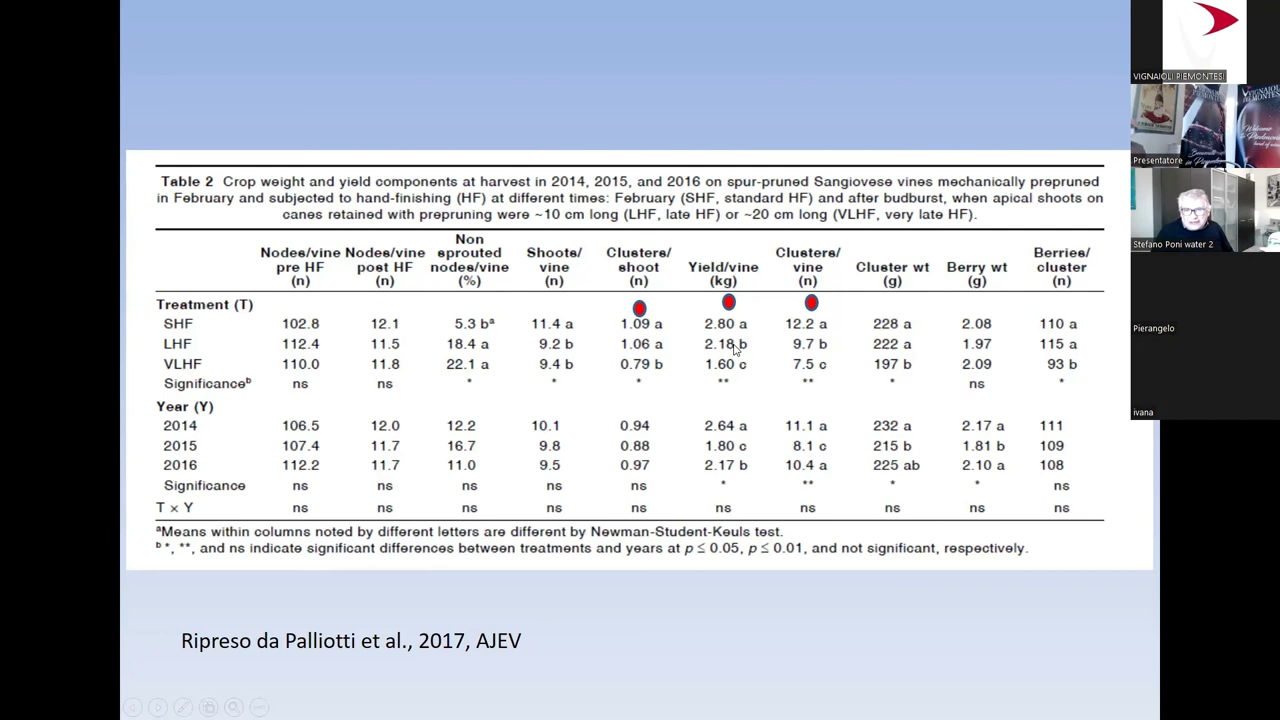 VIGNAIOLI PIEMONTESI
Presentatore
Stefano Poni water 2
Pierangelo
ivana
Table 2 Crop weight and yield components at harvest in 2014, 2015, and 2016 on spur-pruned Sangiovese vines mechanically prepruned
in February and subjected to hand-finishing (HF) at different times: February (SHF, standard HF) and after budburst, when apical shoots on
canes retained with prepruning were ~10 cm long (LHF, late HF) or ~20 cm long (VLHF, very late HF).
Nodes/vine pre HF (n) Nodes/vine post HF (n) Non sprouted nodes/vine (%) Shoots/vine (n) Clusters/shoot (n) Yield/vine (kg) Clusters/vine (n) Cluster wt (g) Berry wt (g) Berries/cluster (n)
Treatment (T)
SHF 102.8 12.1 5.3 bª 11.4 a 1.09 a 2.80 a 12.2 a 228 a 2.08 110 a
LHF 112.4 11.5 18.4 a 9.2 b 1.06 a 2.18 b 9.7 b 222 a 1.97 115 a
VLHF 110.0 11.8 22.1 a 9.4 b 0.79 b 1.60 c 7.5 c 197 b 2.09 93 b
Significanceᵇ ns ns * * * ** ** * ns *
Year (Y)
2014 106.5 12.0 12.2 10.1 0.94 2.64 a 11.1 a 232 a 2.17 a 111
2015 107.4 11.7 16.7 9.8 0.88 1.80 c 8.1 c 215 b 1.81 b 109
2016 112.2 11.7 11.0 9.5 0.97 2.17 b 10.4 a 225 ab 2.10 a 108
Significance ns ns ns ns ns * ** * * ns
T × Y ns ns ns ns ns ns ns ns ns ns
ªMeans within columns noted by different letters are different by Newman-Student-Keuls test.
ᵇ *, **, and ns indicate significant differences between treatments and years at p ≤ 0.05, p ≤ 0.01, and not significant, respectively.
Ripreso da Palliotti et al., 2017, AJEV